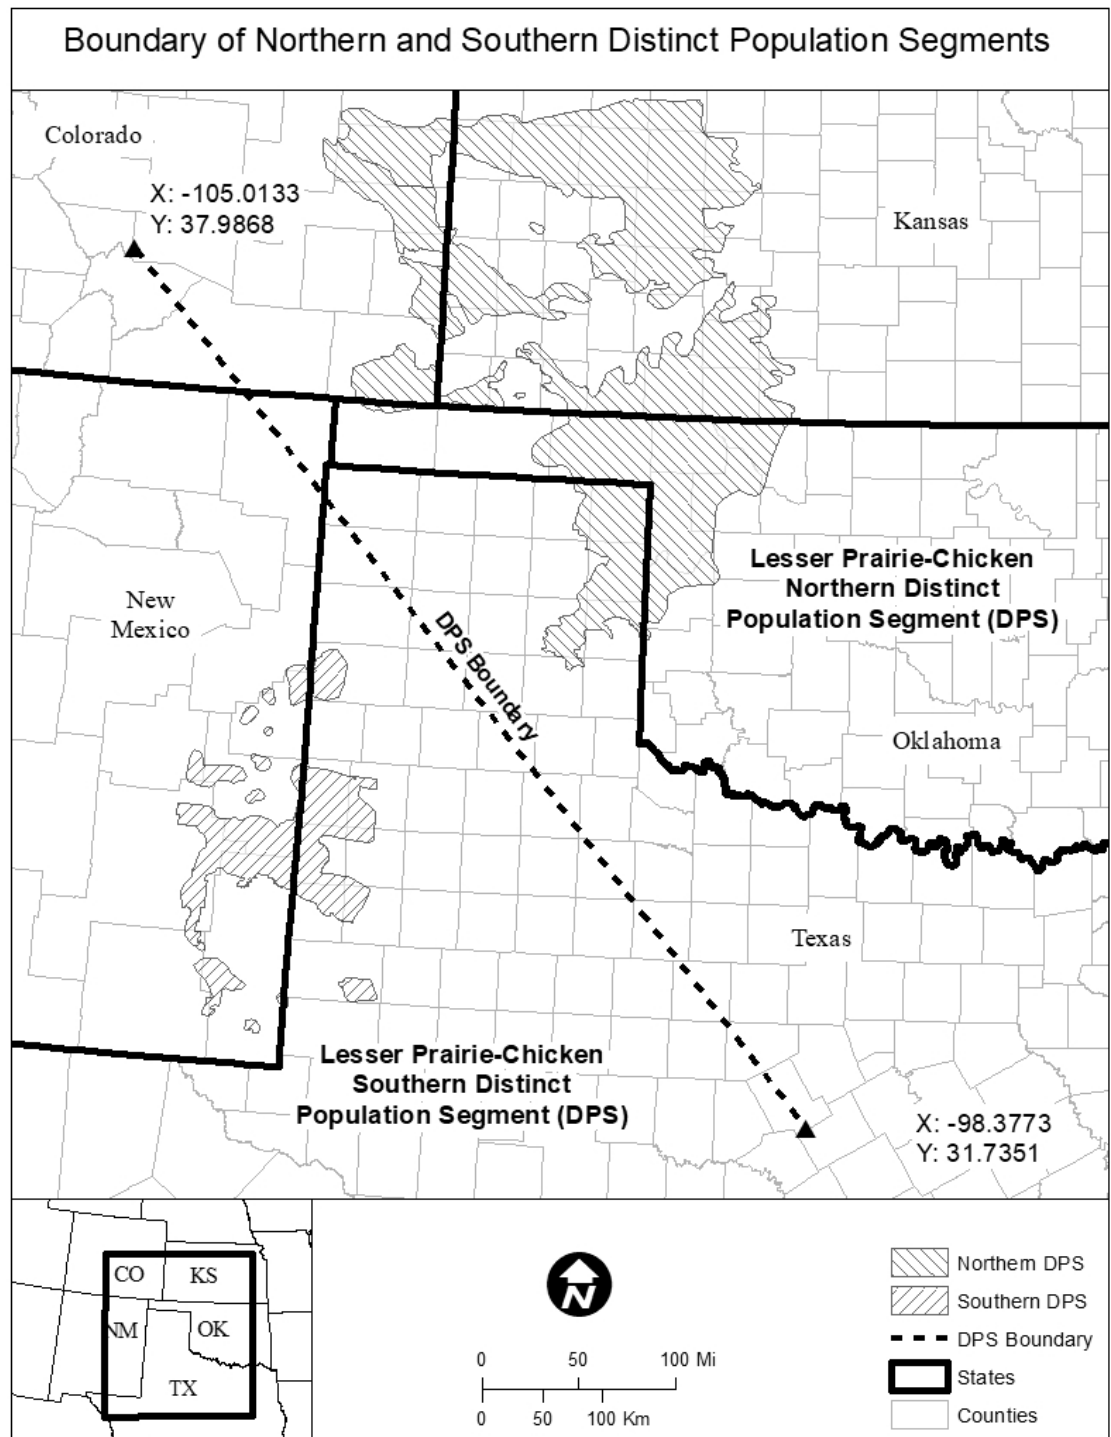 Boundary of Northern and Southern Distinct Population Segments
Colorado
X: -105.0133
Y: 37.9868
Kansas
New
Mexico
DPS Boundary
Lesser Prairie-Chicken
Northern Distinct
Population Segment (DPS)
Oklahoma
Texas
Lesser Prairie-Chicken
Southern Distinct
Population Segment (DPS)
X: -98.3773
Y: 31.7351
CO
KS
NM
OK
TX
N
0 50 100 Mi
0 50 100 Km
Northern DPS
Southern DPS
DPS Boundary
States
Counties